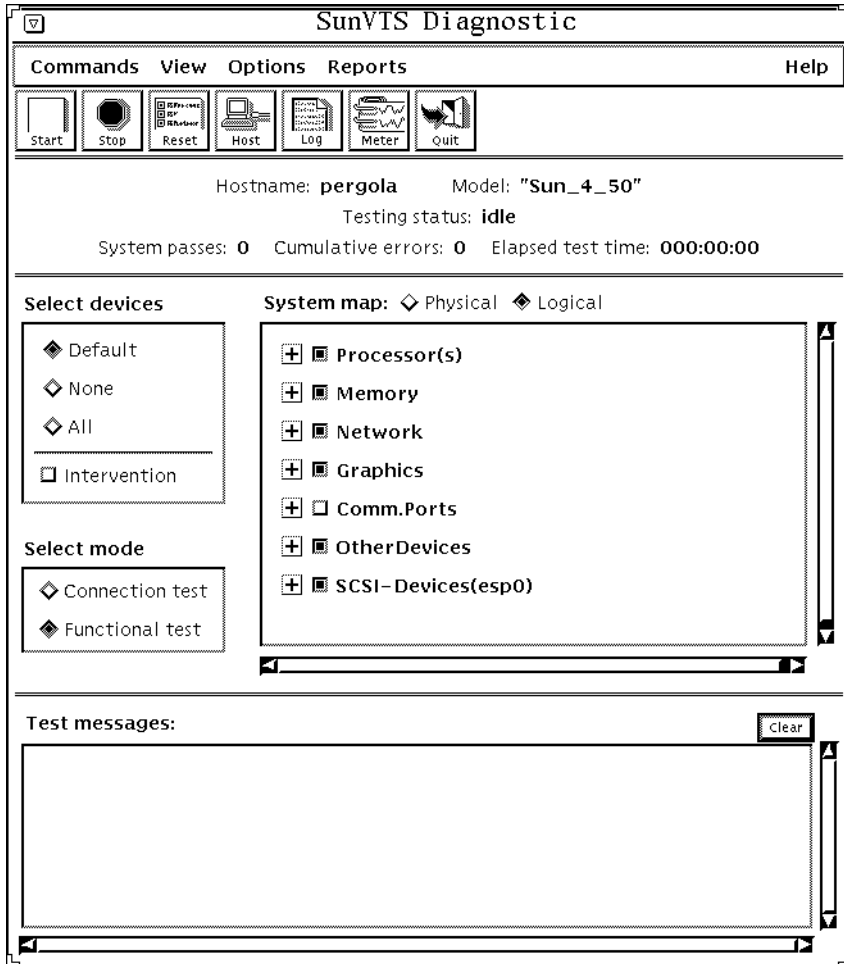 SunVTS Diagnostic
Commands View Options Reports Help
Start Stop Reset Host Log Meter Quit
Hostname: pergola Model: "Sun_4_50"
Testing status: idle
System passes: 0 Cumulative errors: 0 Elapsed test time: 000:00:00
Select devices
Default
None
All
Intervention
Select mode
Connection test
Functional test
System map: Physical Logical
Processor(s)
Memory
Network
Graphics
Comm.Ports
OtherDevices
SCSI-Devices(esp0)
Test messages:
Clear